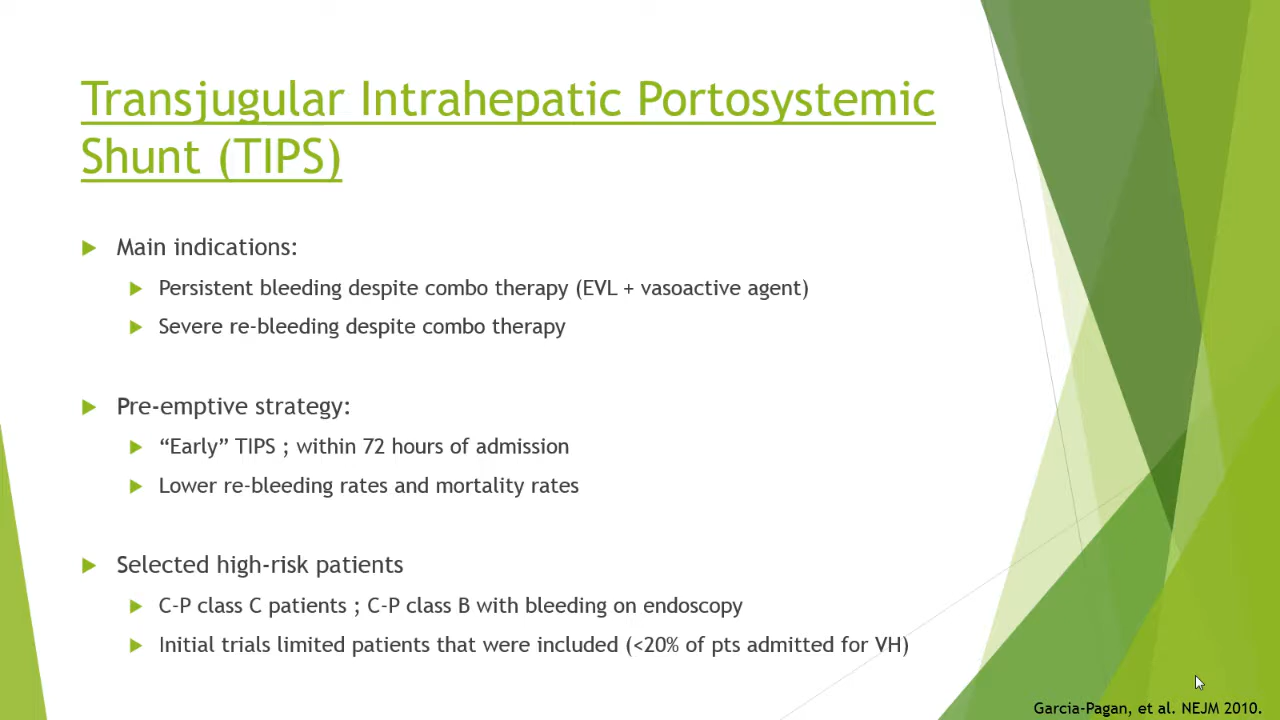 Transjugular Intrahepatic Portosystemic
Shunt (TIPS)
Main indications:
Persistent bleeding despite combo therapy (EVL + vasoactive agent)
Severe re-bleeding despite combo therapy
Pre-emptive strategy:
“Early” TIPS ; within 72 hours of admission
Lower re-bleeding rates and mortality rates
Selected high-risk patients
C-P class C patients ; C-P class B with bleeding on endoscopy
Initial trials limited patients that were included (<20% of pts admitted for VH)
Garcia-Pagan, et al. NEJM 2010.